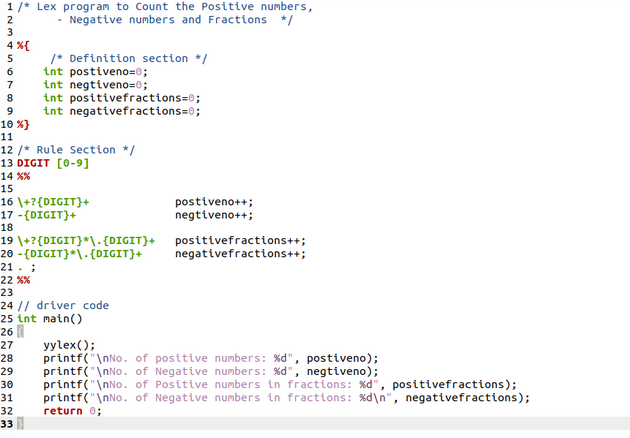 1 /* Lex program to Count the Positive numbers,
2       - Negative numbers and Fractions  */
3
4 %{
5     /* Definition section */
6    int postiveno=0;
7    int negtiveno=0;
8    int positivefractions=0;
9    int negativefractions=0;
10 %}
11
12 /* Rule Section */
13 DIGIT [0-9]
14 %%
15
16 \+?{DIGIT}+             postiveno++;
17 -{DIGIT}+               negtiveno++;
18
19 \+?{DIGIT}*\.{DIGIT}+   positivefractions++;
20 -{DIGIT}*\.{DIGIT}+     negativefractions++;
21 . ;
22 %%
23
24 // driver code
25 int main()
26 {
27    yylex();
28    printf("\nNo. of positive numbers: %d", postiveno);
29    printf("\nNo. of Negative numbers: %d", negtiveno);
30    printf("\nNo. of Positive numbers in fractions: %d", positivefractions);
31    printf("\nNo. of Negative numbers in fractions: %d\n", negativefractions);
32    return 0;
33 }